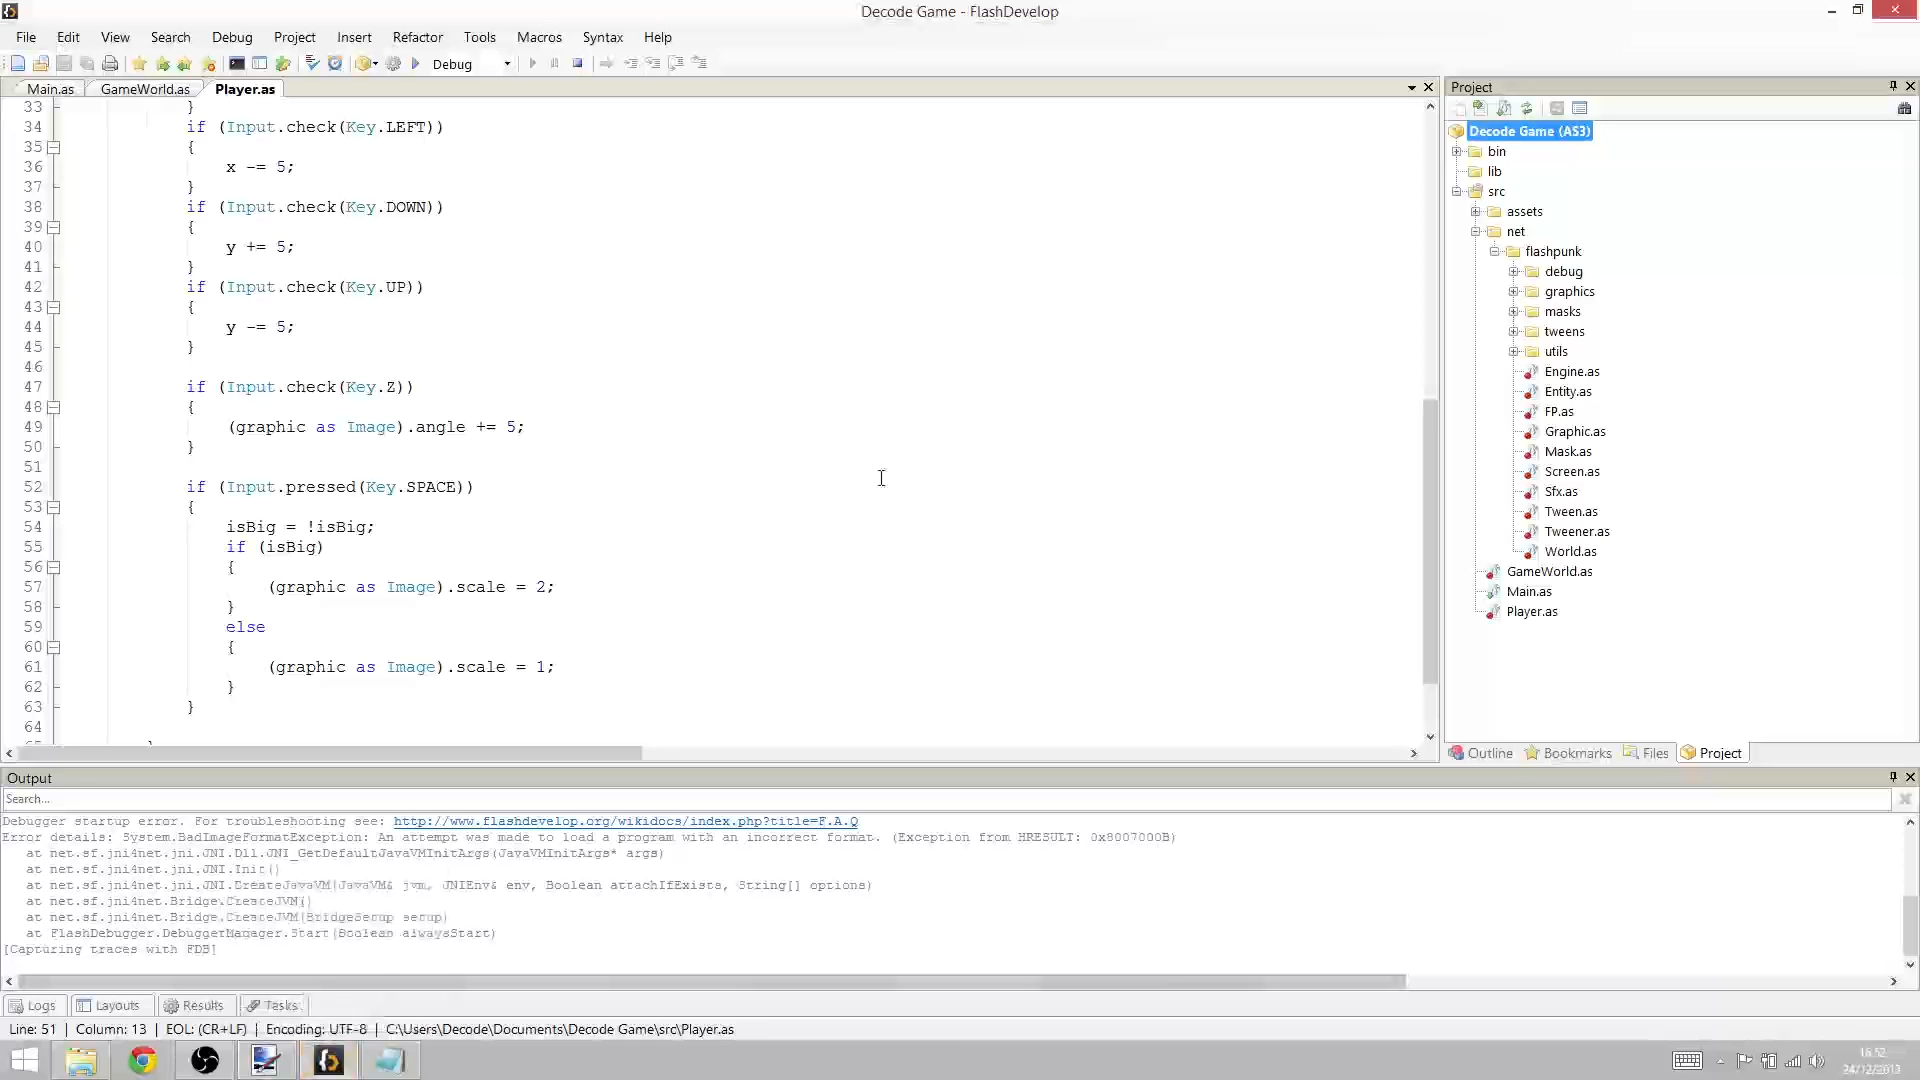 Decode Game - FlashDevelop
File Edit View Search Debug Project Insert Refactor Tools Macros Syntax Help
Debug
Main.as GameWorld.as Player.as
33 }
34 if (Input.check(Key.LEFT))
35 {
36 x -= 5;
37 }
38 if (Input.check(Key.DOWN))
39 {
40 y += 5;
41 }
42 if (Input.check(Key.UP))
43 {
44 y -= 5;
45 }
46
47 if (Input.check(Key.Z))
48 {
49 (graphic as Image).angle += 5;
50 }
51
52 if (Input.pressed(Key.SPACE))
53 {
54 isBig = !isBig;
55 if (isBig)
56 {
57 (graphic as Image).scale = 2;
58 }
59 else
60 {
61 (graphic as Image).scale = 1;
62 }
63 }
64
Project
Decode Game (AS3)
bin
lib
src
assets
net
flashpunk
debug
graphics
masks
tweens
utils
Engine.as
Entity.as
FP.as
Graphic.as
Mask.as
Screen.as
Sfx.as
Tween.as
Tweener.as
World.as
GameWorld.as
Main.as
Player.as
Outline Bookmarks Files Project
Output
Search...
Debugger startup error. For troubleshooting see: http://www.flashdevelop.org/wikidocs/index.php?title=F.A.Q
Error details: System.BadImageFormatException: An attempt was made to load a program with an incorrect format. (Exception from HRESULT: 0x8007000B)
at net.sf.jni4net.jni.JNI.Dll.JNI_GetDefaultJavaVMInitArgs(JavaVMInitArgs* args)
at net.sf.jni4net.jni.JNI.Init()
at net.sf.jni4net.jni.JNI.CreateJavaVM(JavaVM& jvm, JNIEnv& env, Boolean attachIfExists, String[] options)
at net.sf.jni4net.Bridge.CreateJVM()
at net.sf.jni4net.Bridge.CreateJVM(BridgeSetup setup)
at FlashDebugger.DebuggerManager.Start(Boolean alwaysStart)
[Capturing traces with FDB]
Logs Layouts Results Tasks
Line: 51 | Column: 13 | EOL: (CR+LF) | Encoding: UTF-8 | C:\Users\Decode\Documents\Decode Game\src\Player.as
16:52
24/12/2013